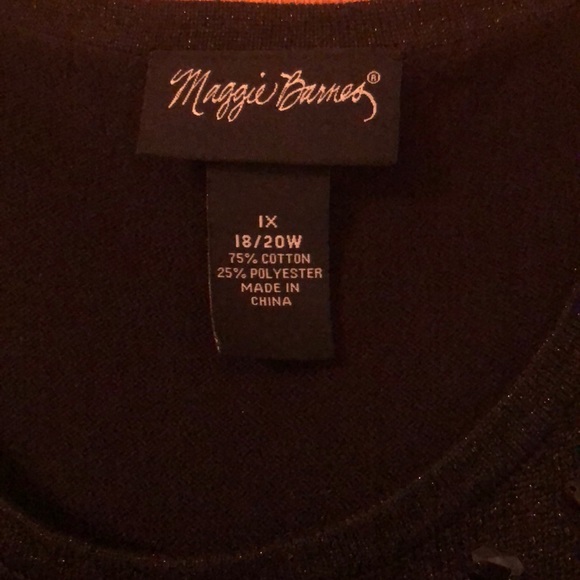 Maggie Barnes®
1X
18/20W
75% COTTON
25% POLYESTER
MADE IN
CHINA